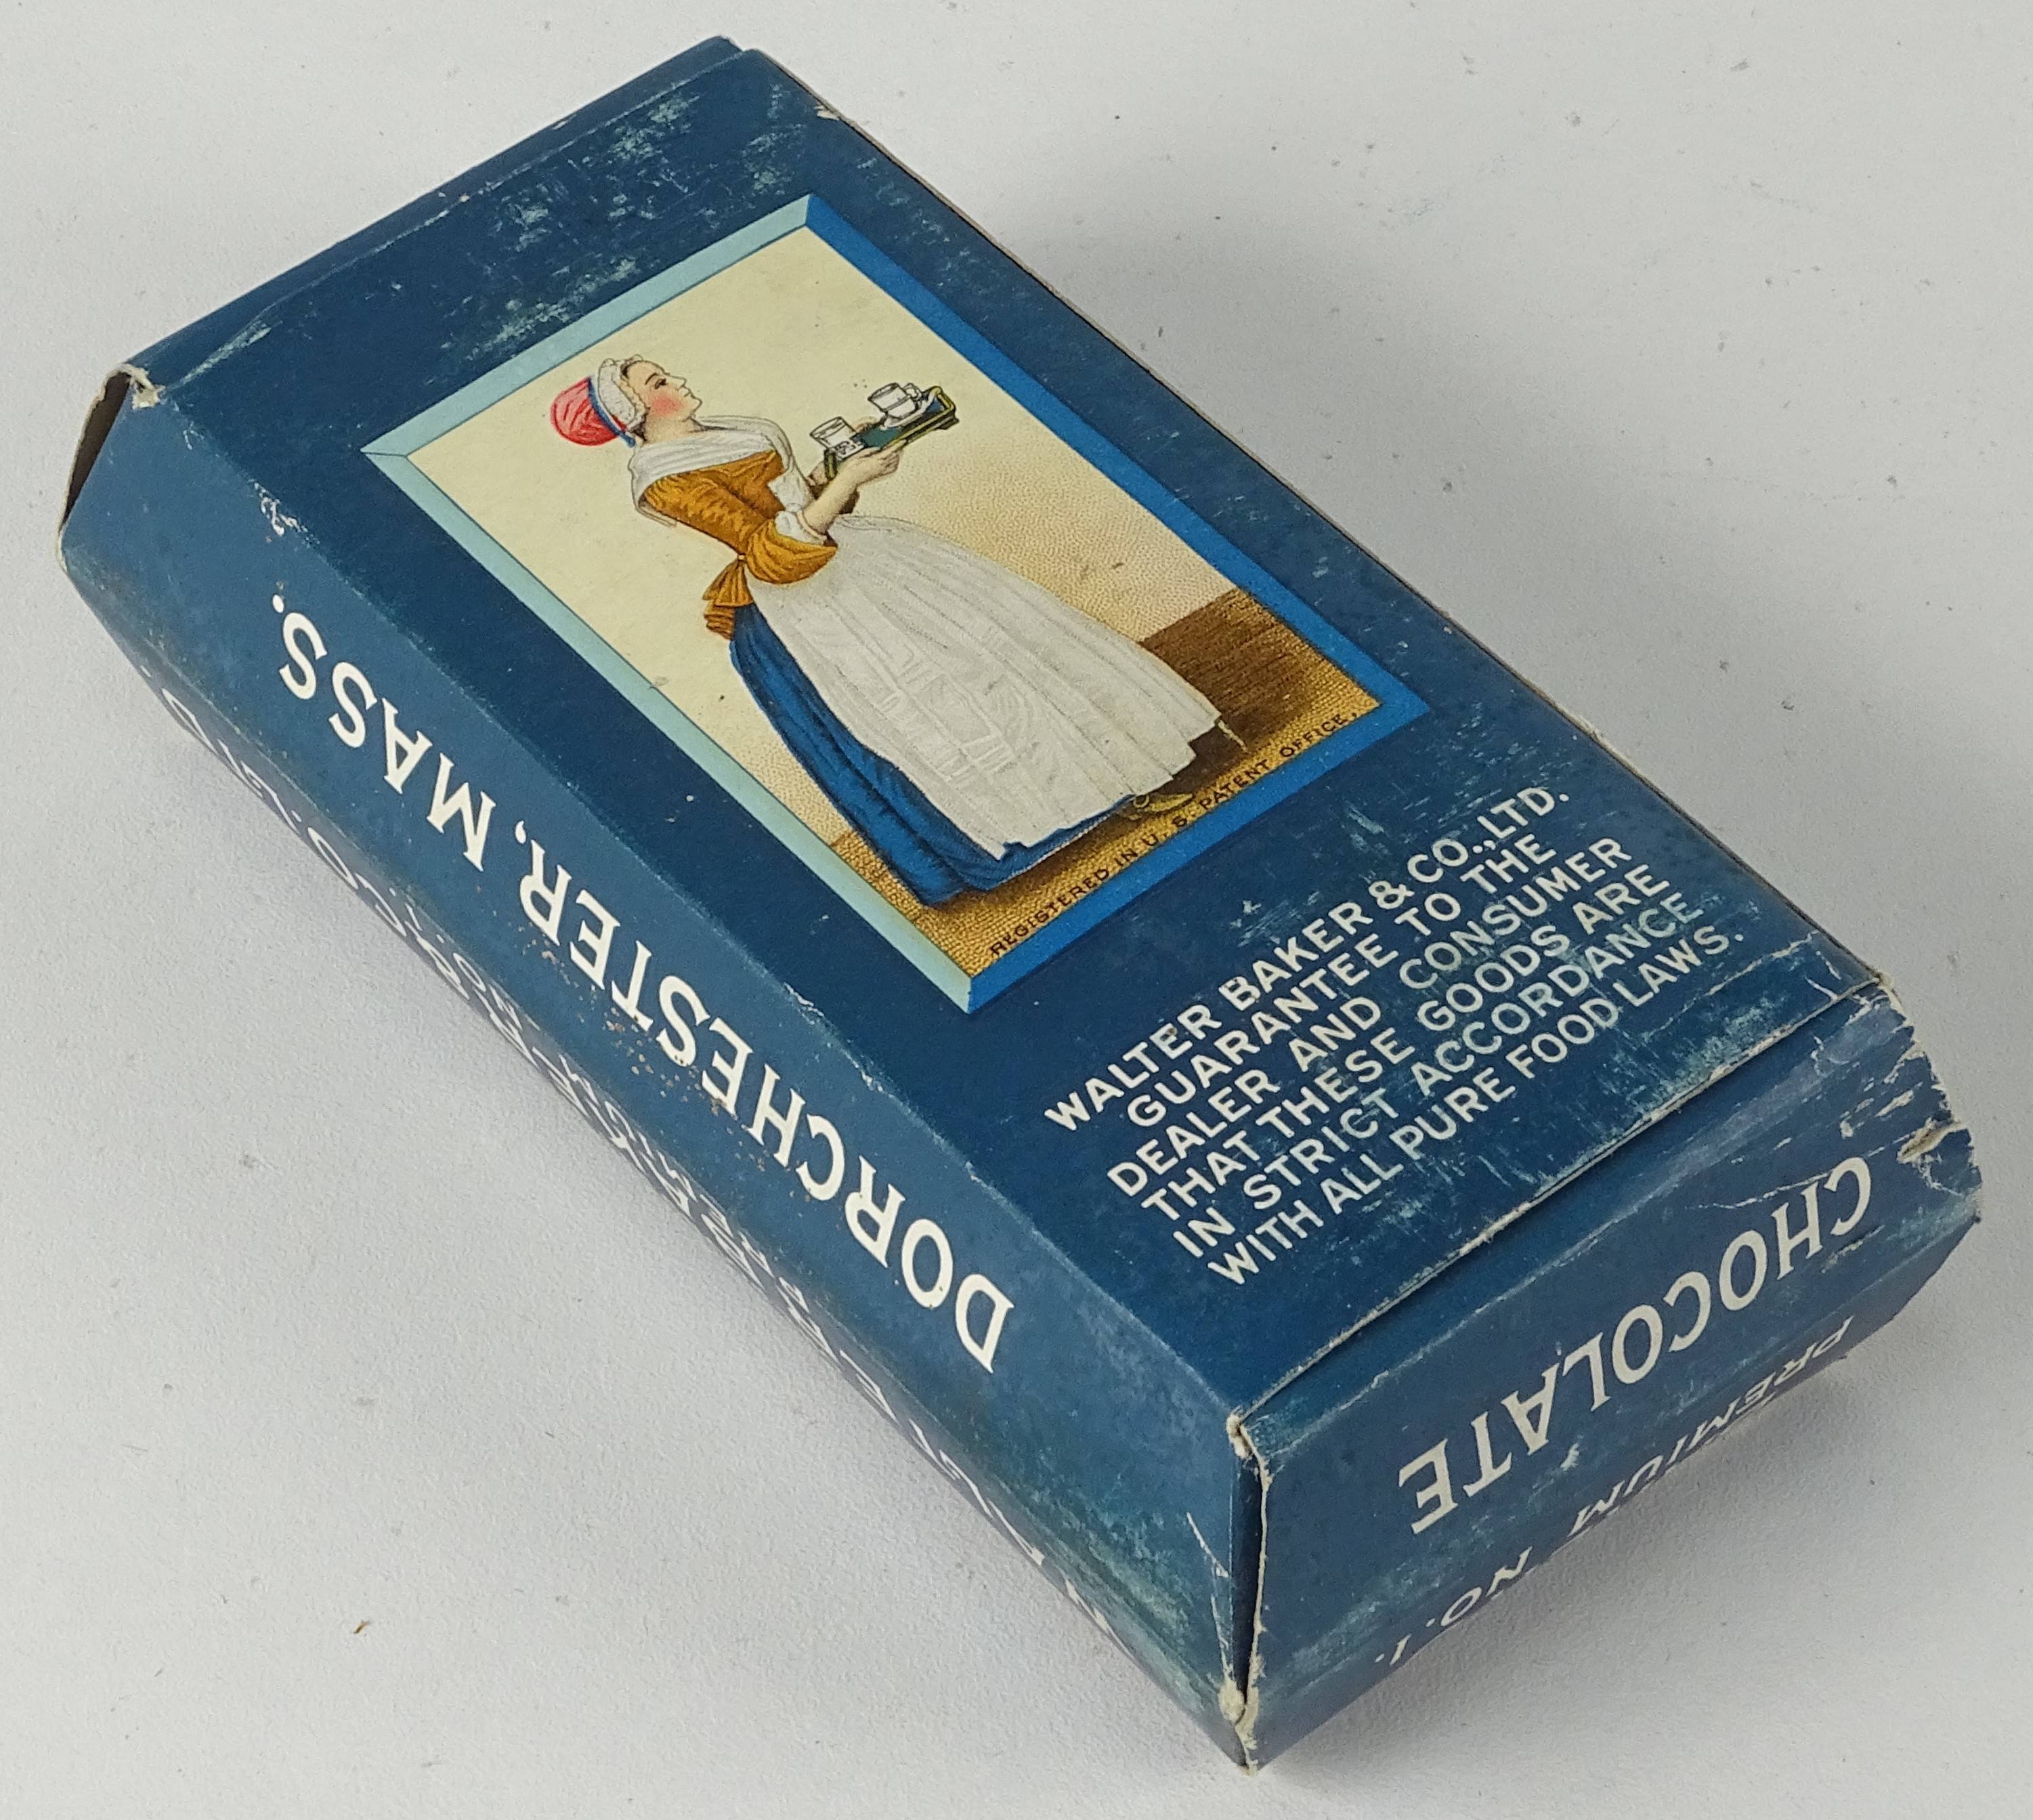 REGISTERED IN U. S. PATENT OFFICE.
WALTER BAKER & CO., LTD.
GUARANTEE TO THE
DEALER AND CONSUMER
THAT THESE GOODS ARE
IN STRICT ACCORDANCE
WITH ALL PURE FOOD LAWS.
DORCHESTER, MASS.
CHOCOLATE
PREMIUM NO. 1.